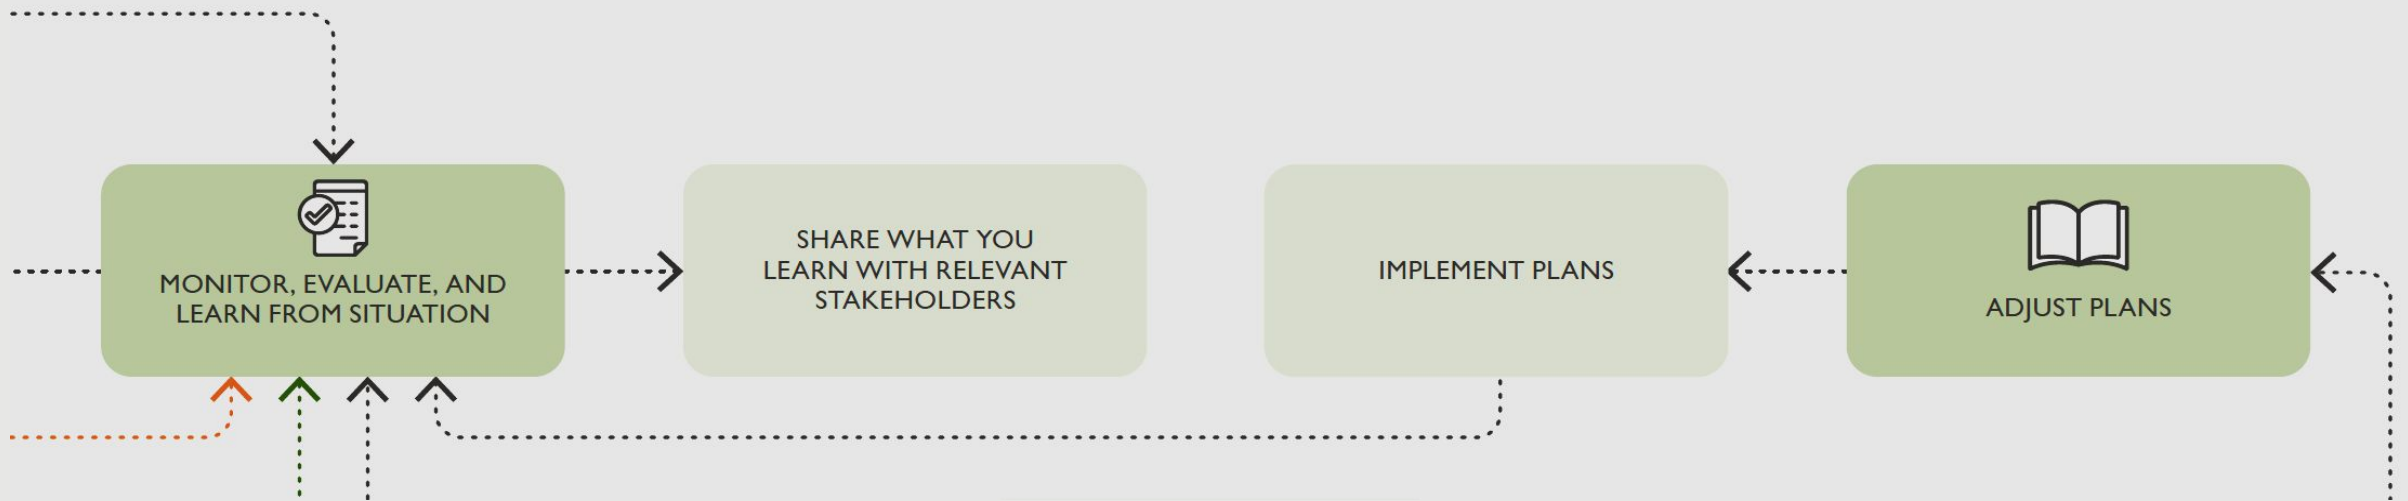 MONITOR, EVALUATE, AND
LEARN FROM SITUATION
SHARE WHAT YOU
LEARN WITH RELEVANT
STAKEHOLDERS
IMPLEMENT PLANS
ADJUST PLANS